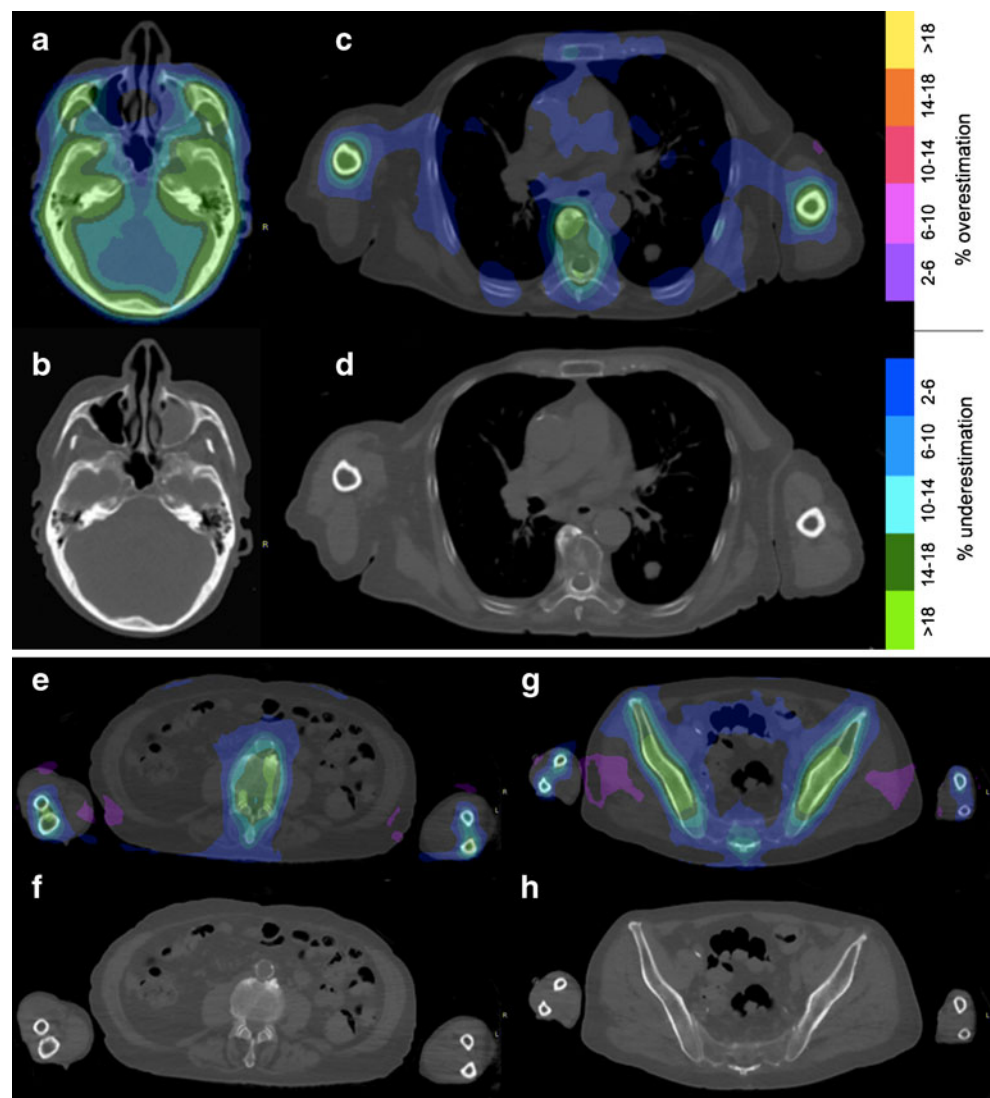 a
c
b
d
R
R
>18
14-18
10-14
6-10
2-6
% overestimation
2-6
6-10
10-14
14-18
>18
% underestimation
e
g
R
L
R
L
f
h
R
L
R
L